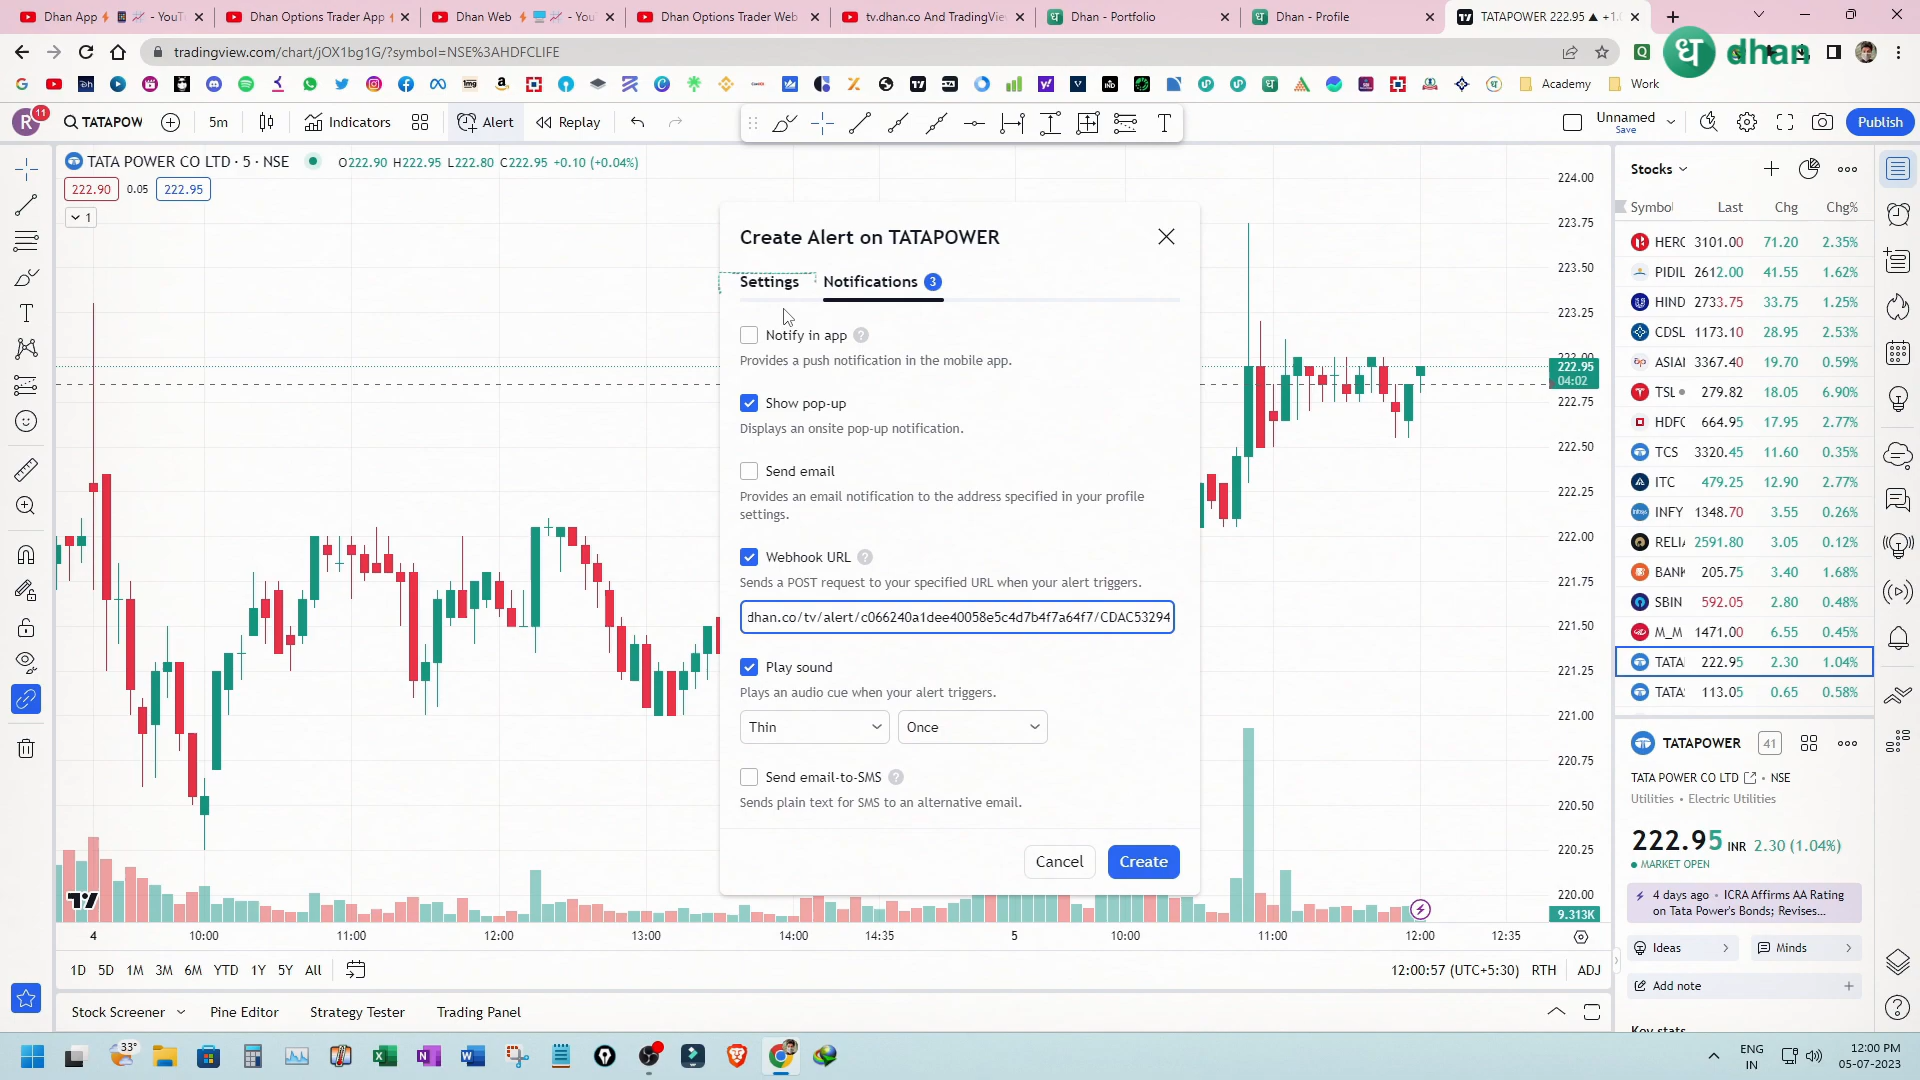 Dhan App
- YouT
Dhan Options Trader App
Dhan Web
- You
Dhan Options Trader Web
tv.dhan.co And TradingVie
Dhan - Portfolio
Dhan - Profile
TATAPOWER 222.95 ▲ +1.0
tradingview.com/chart/jOX1bg1G/?symbol=NSE%3AHDFCLIFE
dhan
Academy
Work
R
11
TATAPOW
5m
Indicators
Alert
Replay
Unnamed
Save
Publish
TATA POWER CO LTD · 5 · NSE
O222.90 H222.95 L222.80 C222.95 +0.10 (+0.04%)
222.90
0.05
222.95
1
Create Alert on TATAPOWER
Settings
Notifications 3
Notify in app
Provides a push notification in the mobile app.
Show pop-up
Displays an onsite pop-up notification.
Send email
Provides an email notification to the address specified in your profile
settings.
Webhook URL
Sends a POST request to your specified URL when your alert triggers.
dhan.co/tv/alert/c066240a1dee40058e5c4d7b4f7a64f7/CDAC53294
Play sound
Plays an audio cue when your alert triggers.
Thin
Once
Send email-to-SMS
Sends plain text for SMS to an alternative email.
Cancel
Create
224.00
223.75
223.50
223.25
222.95
04:02
222.75
222.50
222.25
222.00
221.75
221.50
221.25
221.00
220.75
220.50
220.25
220.00
9.313K
4
10:00
11:00
12:00
13:00
14:00
14:35
5
10:00
11:00
12:00
12:35
1D 5D 1M 3M 6M YTD 1Y 5Y All
12:00:57 (UTC+5:30) RTH ADJ
Stock Screener
Pine Editor
Strategy Tester
Trading Panel
Stocks
Symbol Last Chg Chg%
HERO 3101.00 71.20 2.35%
PIDIL 2612.00 41.55 1.62%
HIND 2733.75 33.75 1.25%
CDSL 1173.10 28.95 2.53%
ASIAN 3367.40 19.70 0.59%
TSL 279.82 18.05 6.90%
HDFC 664.95 17.95 2.77%
TCS 3320.45 11.60 0.35%
ITC 479.25 12.90 2.77%
INFY 1348.70 3.55 0.26%
RELIA 2591.80 3.05 0.12%
BANK 205.75 3.40 1.68%
SBIN 592.05 2.80 0.48%
M_M 1471.00 6.55 0.45%
TATA 222.95 2.30 1.04%
TATA 113.05 0.65 0.58%
TATAPOWER
41
TATA POWER CO LTD • NSE
Utilities • Electric Utilities
222.95 INR 2.30 (1.04%)
MARKET OPEN
4 days ago • ICRA Affirms AA Rating
on Tata Power's Bonds; Revises...
Ideas
Minds
Add note
Key stats
33°
ENG
IN
12:00 PM
05-07-2023